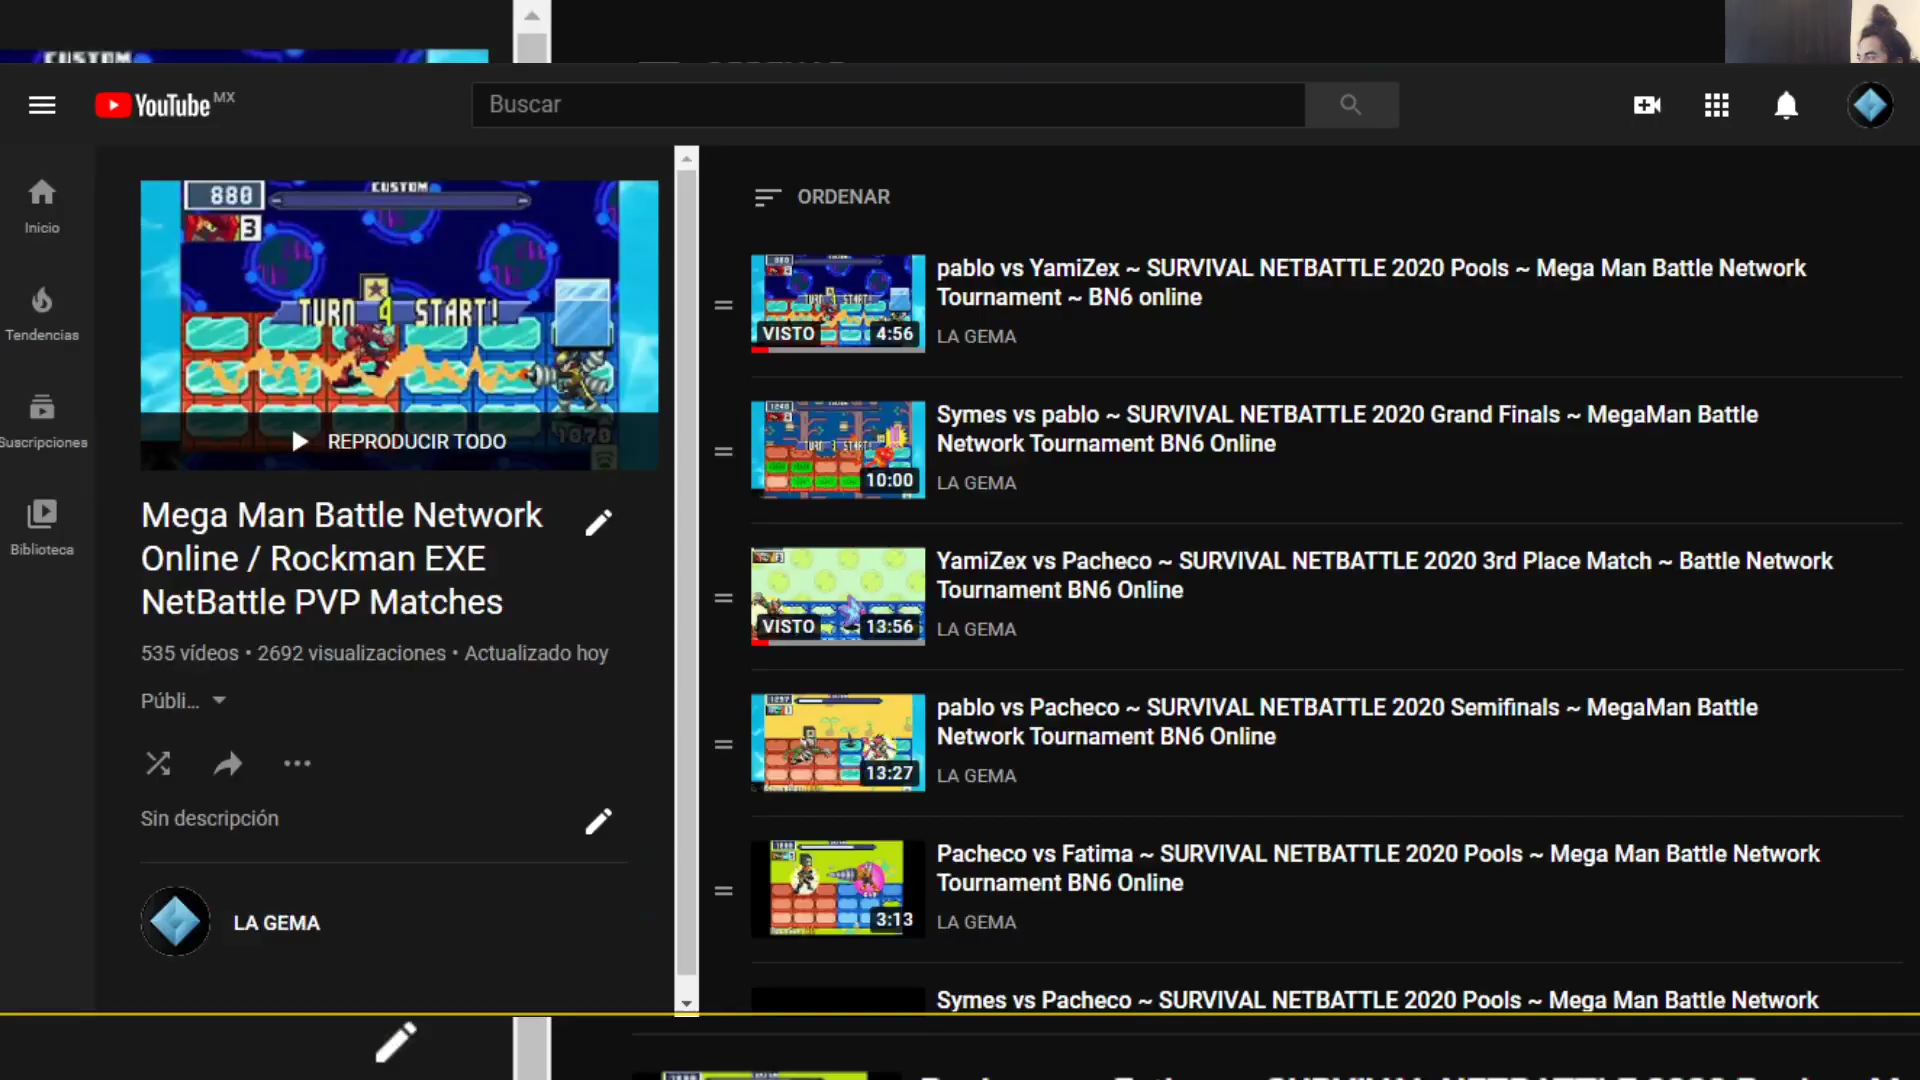 CUSTOM
YouTube MX
Buscar
Inicio
Tendencias
Suscripciones
Biblioteca
880
CUSTOM
3
TURN 4 START!
1070
REPRODUCIR TODO
Mega Man Battle Network
Online / Rockman EXE
NetBattle PVP Matches
535 vídeos • 2692 visualizaciones • Actualizado hoy
Públi...
Sin descripción
LA GEMA
ORDENAR
VISTO 4:56
pablo vs YamiZex ~ SURVIVAL NETBATTLE 2020 Pools ~ Mega Man Battle Network
Tournament ~ BN6 online
LA GEMA
10:00
Symes vs pablo ~ SURVIVAL NETBATTLE 2020 Grand Finals ~ MegaMan Battle
Network Tournament BN6 Online
LA GEMA
VISTO 13:56
YamiZex vs Pacheco ~ SURVIVAL NETBATTLE 2020 3rd Place Match ~ Battle Network
Tournament BN6 Online
LA GEMA
13:27
pablo vs Pacheco ~ SURVIVAL NETBATTLE 2020 Semifinals ~ MegaMan Battle
Network Tournament BN6 Online
LA GEMA
3:13
Pacheco vs Fatima ~ SURVIVAL NETBATTLE 2020 Pools ~ Mega Man Battle Network
Tournament BN6 Online
LA GEMA
Symes vs Pacheco ~ SURVIVAL NETBATTLE 2020 Pools ~ Mega Man Battle Network